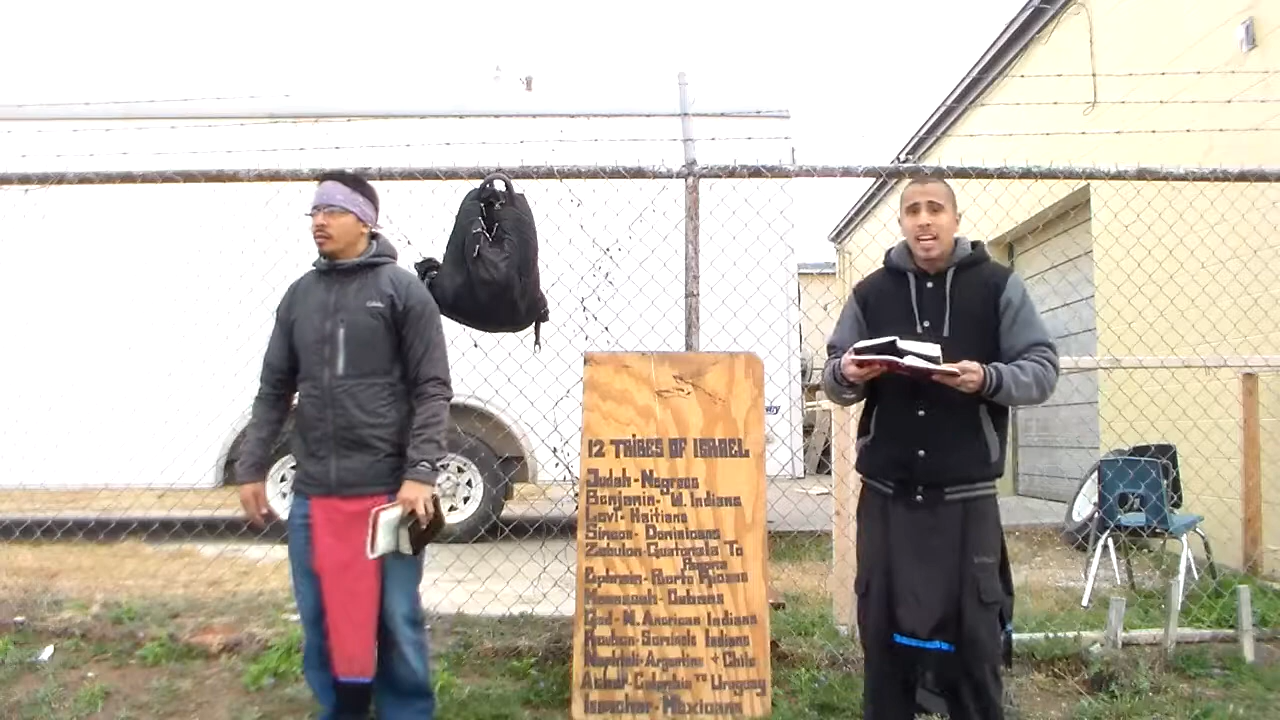 12 TRIBES OF ISRAEL
Judah - Negroes
Benjamin - W. Indians
Levi - Haitians
Simeon - Dominicans
Zebulon - Guatemala To
Panama
Ephraim - Puerto Ricans
Manasseh - Cubans
Gad - N. American Indians
Reuben - Seminole Indians
Naphtali - Argentina + Chile
Asher - Columbia To Uruguay
Issachar - Mexicans